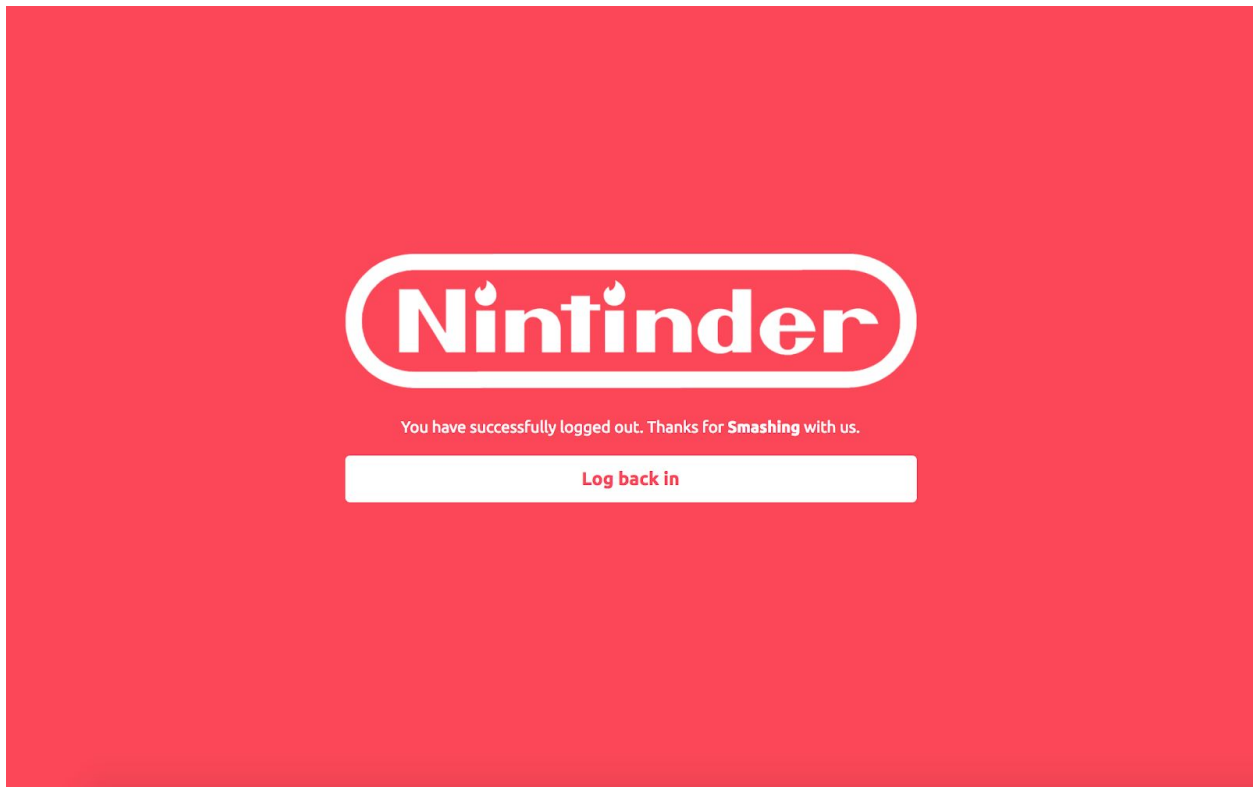 Nintinder
You have successfully logged out. Thanks for Smashing with us.
Log back in